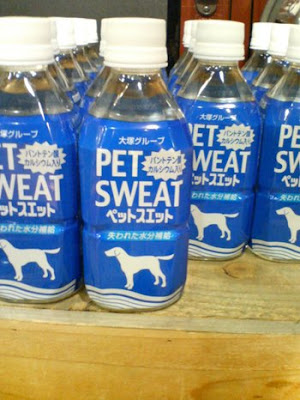 大塚グループ
PET
パントテン酸
カルシウム入り
SWEAT
ペットスエット
失われた水分補給